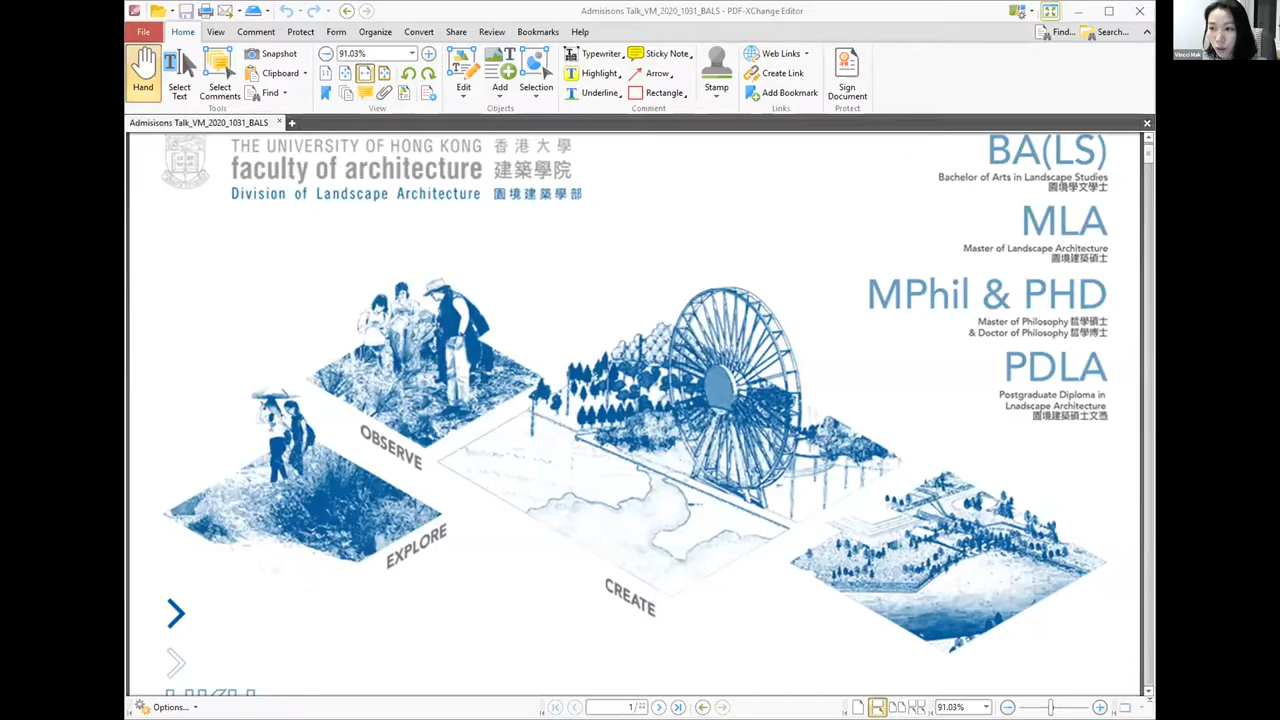 Admisisons Talk_VM_2020_1031_BALS - PDF-XChange Editor
File Home View Comment Protect Form Organize Convert Share Review Bookmarks Help Find... Search...
Hand
Select Text
Select Comments
Snapshot
Clipboard
Find
Tools
91.03%
View
Edit
Add
Selection
Objects
Typewriter
Highlight
Underline
Sticky Note
Arrow
Rectangle
Comment
Stamp
Web Links
Create Link
Add Bookmark
Links
Sign Document
Protect
Vincci Mak
Admisisons Talk_VM_2020_1031_BALS
THE UNIVERSITY OF HONG KONG 香港大學
faculty of architecture 建築學院
Division of Landscape Architecture 園境建築學部
BA(LS)
Bachelor of Arts in Landscape Studies
園境學文學士
MLA
Master of Landscape Architecture
園境建築碩士
MPhil & PHD
Master of Philosophy 哲學碩士
& Doctor of Philosophy 哲學博士
PDLA
Postgraduate Diploma in
Lnadscape Architecture
園境建築碩士文憑
OBSERVE
EXPLORE
CREATE
Options...
1/22
91.03%